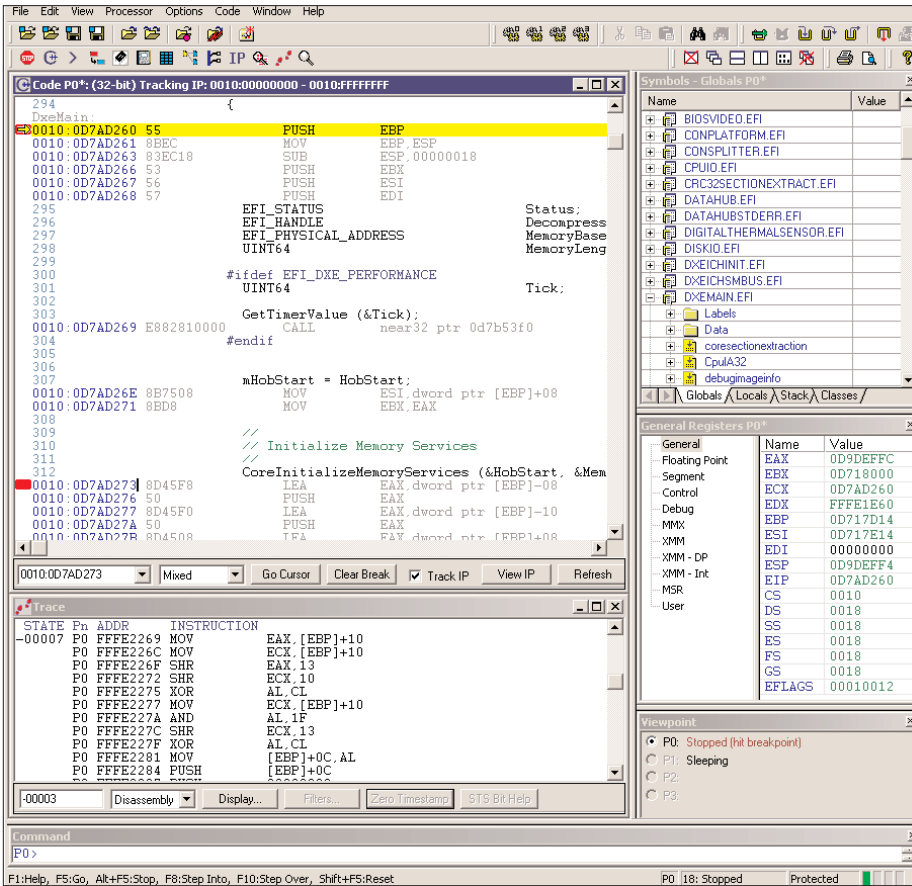 File Edit View Processor Options Code Window Help
IP
Code P0*: (32-bit) Tracking IP: 0010:00000000 - 0010:FFFFFFFF
294 {
DxeMain:
0010:0D7AD260 55 PUSH EBP
0010:0D7AD261 8BEC MOV EBP,ESP
0010:0D7AD263 83EC18 SUB ESP,00000018
0010:0D7AD266 53 PUSH EBX
0010:0D7AD267 56 PUSH ESI
0010:0D7AD268 57 PUSH EDI
295 EFI_STATUS Status;
296 EFI_HANDLE Decompress
297 EFI_PHYSICAL_ADDRESS MemoryBase
298 UINT64 MemoryLeng
299
300 #ifdef EFI_DXE_PERFORMANCE
301 UINT64 Tick;
302
303 GetTimerValue (&Tick);
0010:0D7AD269 E882810000 CALL near32 ptr 0d7b53f0
304 #endif
305
306
307 mHobStart = HobStart;
0010:0D7AD26E 8B7508 MOV ESI,dword ptr [EBP]+08
0010:0D7AD271 8BD8 MOV EBX,EAX
308
309 //
310 // Initialize Memory Services
311 //
312 CoreInitializeMemoryServices (&HobStart, &Mem
0010:0D7AD273 8D45F8 LEA EAX,dword ptr [EBP]-08
0010:0D7AD276 50 PUSH EAX
0010:0D7AD277 8D45F0 LEA EAX,dword ptr [EBP]-10
0010:0D7AD27A 50 PUSH EAX
0010:0D7AD27B 8D4508 LEA EAX,dword ptr [EBP]+08
0010:0D7AD273 Mixed Go Cursor Clear Break Track IP View IP Refresh
Trace
STATE Pn ADDR INSTRUCTION
-00007 P0 FFFE2269 MOV EAX,[EBP]+10
P0 FFFE226C MOV ECX,[EBP]+10
P0 FFFE226F SHR EAX,13
P0 FFFE2272 SHR ECX,10
P0 FFFE2275 XOR AL,CL
P0 FFFE2277 MOV ECX,[EBP]+10
P0 FFFE227A AND AL,1F
P0 FFFE227C SHR ECX,13
P0 FFFE227F XOR AL,CL
P0 FFFE2281 MOV [EBP]+0C,AL
P0 FFFE2284 PUSH [EBP]+0C
-00003 Disassembly Display... Filters... Zero Timestamp STS Bit Help
Symbols - Globals P0*
Name Value
BIOSVIDEO.EFI
CONPLATFORM.EFI
CONSPLITTER.EFI
CPUIO.EFI
CRC32SECTIONEXTRACT.EFI
DATAHUB.EFI
DATAHUBSTDERR.EFI
DIGITALTHERMALSENSOR.EFI
DISKIO.EFI
DXEICHINIT.EFI
DXEICHSMBUS.EFI
DXEMAIN.EFI
Labels
Data
coresectionextraction
CpuIA32
debugimageinfo
Globals Locals Stack Classes
General Registers P0*
General
Floating Point
Segment
Control
Debug
MMX
XMM
XMM - DP
XMM - Int
MSR
User
Name Value
EAX 0D9DEFFC
EBX 0D718000
ECX 0D7AD260
EDX FFFE1E60
EBP 0D717D14
ESI 0D717E14
EDI 00000000
ESP 0D9DEFF4
EIP 0D7AD260
CS 0010
DS 0018
SS 0018
ES 0018
FS 0018
GS 0018
EFLAGS 00010012
Viewpoint
P0: Stopped (hit breakpoint)
P1: Sleeping
P2:
P3:
Command
P0>
F1:Help, F5:Go, Alt+F5:Stop, F8:Step Into, F10:Step Over, Shift+F5:Reset P0 18: Stopped Protected